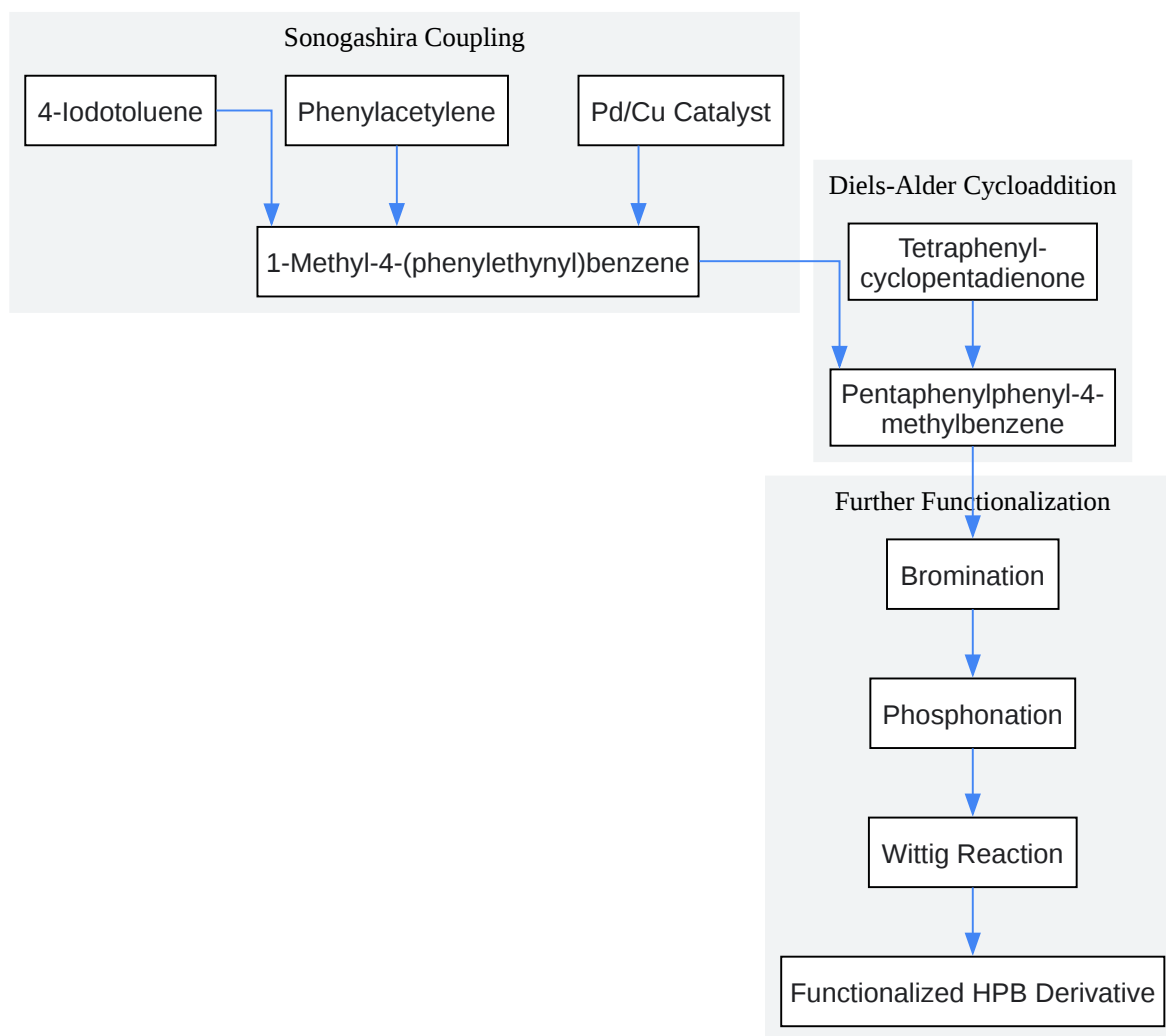 Sonogashira Coupling
4-Iodotoluene
Phenylacetylene
Pd/Cu Catalyst
1-Methyl-4-(phenylethynyl)benzene
Diels-Alder Cycloaddition
Tetraphenyl-
cyclopentadienone
Pentaphenylphenyl-4-
methylbenzene
Further Functionalization
Bromination
Phosphonation
Wittig Reaction
Functionalized HPB Derivative